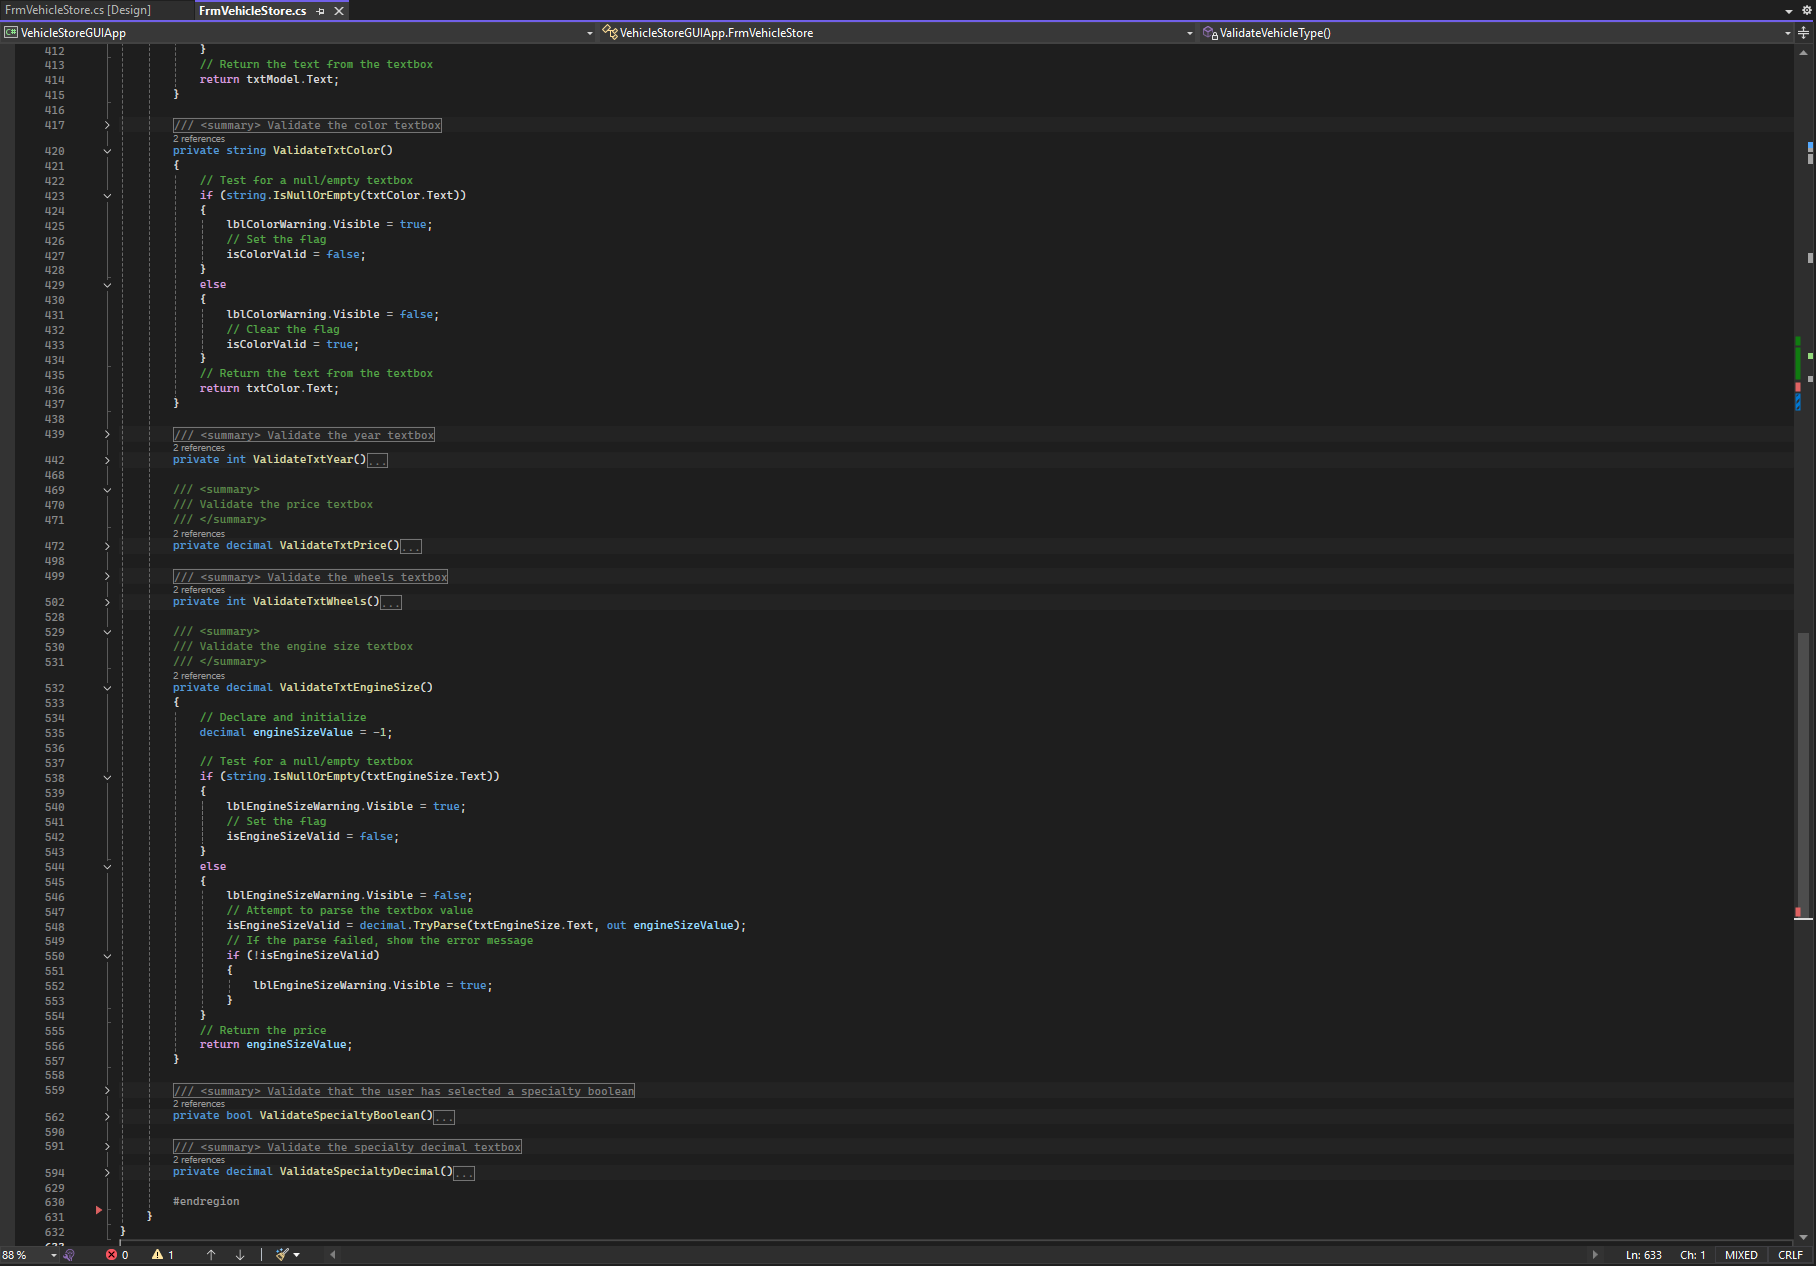 FrmVehicleStore.cs [Design]
FrmVehicleStore.cs
VehicleStoreGUIApp
VehicleStoreGUIApp.FrmVehicleStore
ValidateVehicleType()
412 }
413 // Return the text from the textbox
414 return txtModel.Text;
415 }
416
417 /// <summary> Validate the color textbox
2 references
420 private string ValidateTxtColor()
421 {
422 // Test for a null/empty textbox
423 if (string.IsNullOrEmpty(txtColor.Text))
424 {
425 lblColorWarning.Visible = true;
426 // Set the flag
427 isColorValid = false;
428 }
429 else
430 {
431 lblColorWarning.Visible = false;
432 // Clear the flag
433 isColorValid = true;
434 }
435 // Return the text from the textbox
436 return txtColor.Text;
437 }
438
439 /// <summary> Validate the year textbox
2 references
442 private int ValidateTxtYear()...
468
469 /// <summary>
470 /// Validate the price textbox
471 /// </summary>
2 references
472 private decimal ValidateTxtPrice()...
498
499 /// <summary> Validate the wheels textbox
2 references
502 private int ValidateTxtWheels()...
528
529 /// <summary>
530 /// Validate the engine size textbox
531 /// </summary>
2 references
532 private decimal ValidateTxtEngineSize()
533 {
534 // Declare and initialize
535 decimal engineSizeValue = -1;
536
537 // Test for a null/empty textbox
538 if (string.IsNullOrEmpty(txtEngineSize.Text))
539 {
540 lblEngineSizeWarning.Visible = true;
541 // Set the flag
542 isEngineSizeValid = false;
543 }
544 else
545 {
546 lblEngineSizeWarning.Visible = false;
547 // Attempt to parse the textbox value
548 isEngineSizeValid = decimal.TryParse(txtEngineSize.Text, out engineSizeValue);
549 // If the parse failed, show the error message
550 if (!isEngineSizeValid)
551 {
552 lblEngineSizeWarning.Visible = true;
553 }
554 }
555 // Return the price
556 return engineSizeValue;
557 }
558
559 /// <summary> Validate that the user has selected a specialty boolean
2 references
562 private bool ValidateSpecialtyBoolean()...
590
591 /// <summary> Validate the specialty decimal textbox
2 references
594 private decimal ValidateSpecialtyDecimal()...
629
630 #endregion
631 }
632 }
88 % 0 1 Ln: 633 Ch: 1 MIXED CRLF